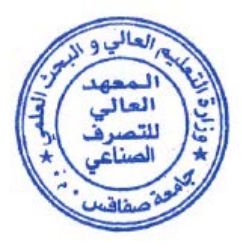 وزارة التعليم العالي و البحث العلمي
المعهد
العالي
للتصرف
الصناعي
جامعة صفاقس